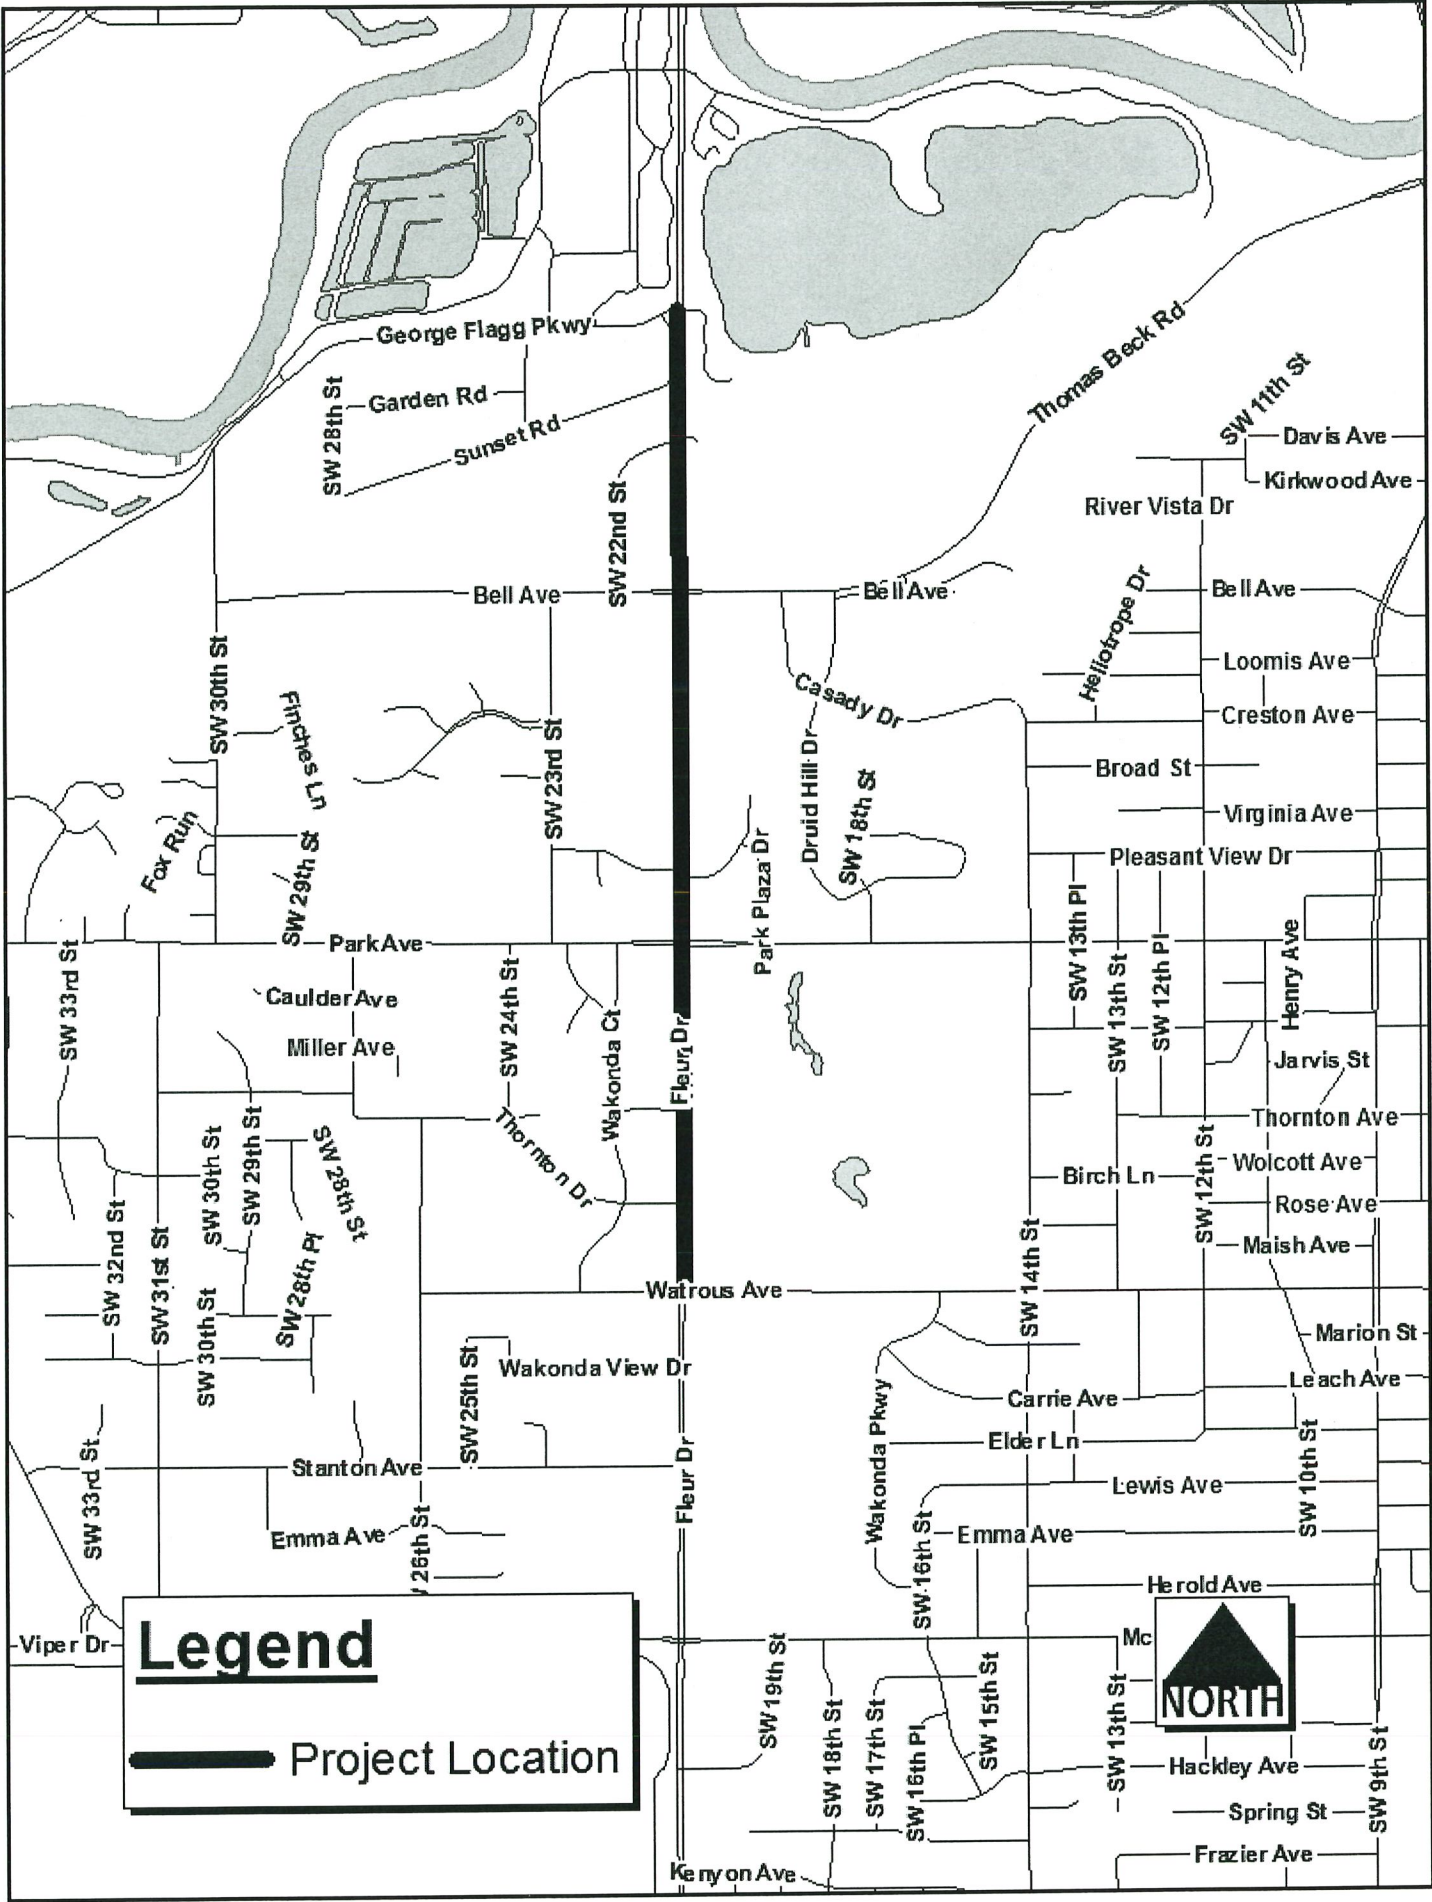 George Flagg Pkwy
SW 28th St
Garden Rd
Sunset Rd
Thomas Beck Rd
SW 11th St
Davis Ave
Kirkwood Ave
River Vista Dr
SW 22nd St
Bell Ave
Bell Ave
Heliotrope Dr
Bell Ave
SW 30th St
Loomis Ave
Finches Ln
Casady Dr
Creston Ave
SW 23rd St
Druid Hill Dr
Broad St
SW 18th St
Virginia Ave
Fox Run
SW 29th St
Park Plaza Dr
Pleasant View Dr
SW 13th Pl
SW 12th Pl
Henry Ave
Park Ave
SW 33rd St
Caulder Ave
SW 24th St
SW 13th St
Wakonda Ct
Fleur Dr
Miller Ave
Jarvis St
Thornton Ave
SW 30th St
SW 29th St
SW 28th St
Thornton Dr
Wolcott Ave
Birch Ln
SW 12th St
Rose Ave
SW 32nd St
SW 31st St
SW 28th Pl
SW 14th St
Maish Ave
Watrous Ave
SW 30th St
Marion St
Wakonda View Dr
SW 25th St
Leach Ave
Carrie Ave
Wakonda Pkwy
Elder Ln
SW 10th St
SW 33rd St
Stanton Ave
Fleur Dr
Lewis Ave
Emma Ave
26th St
SW 16th St
Emma Ave
Herold Ave
Viper Dr
Legend
Project Location
Mc
NORTH
SW 19th St
SW 18th St
SW 17th St
SW 16th Pl
SW 15th St
SW 13th St
Hackley Ave
SW 9th St
Spring St
Frazier Ave
Kenyon Ave